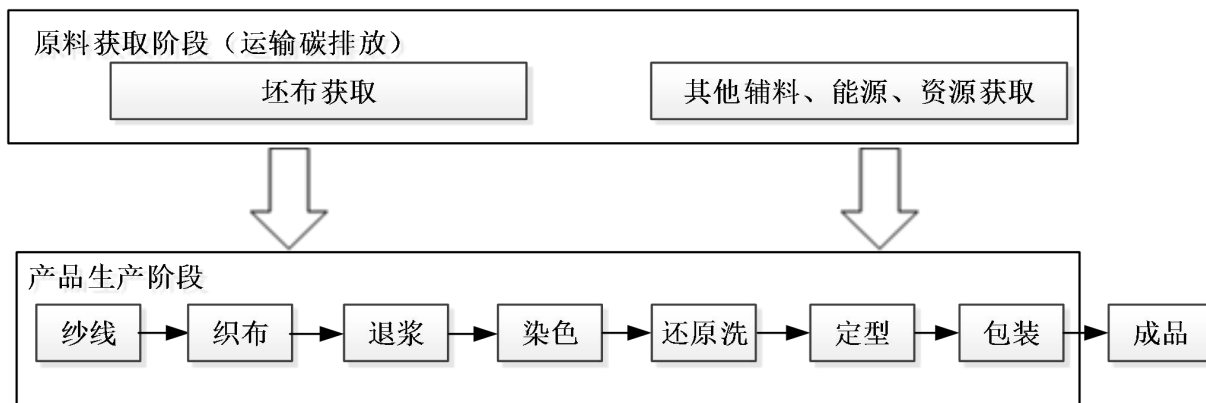 原料获取阶段（运输碳排放）
坯布获取
其他辅料、能源、资源获取
产品生产阶段
纱线
织布
退浆
染色
还原洗
定型
包装
成品